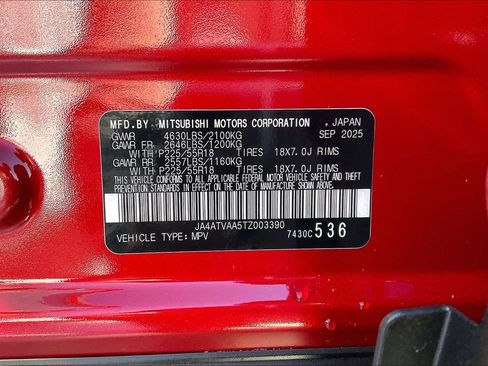 MFD.BY MITSUBISHI MOTORS CORPORATION , JAPAN
GVWR 4630LBS/2100KG SEP 2025
GAWR FR 2646LBS/1200KG
WITH P225/55R18 TIRES 18X7.0J RIMS
GAWR RR 2557LBS/1160KG
WITH P225/55R18 TIRES 18X7.0J RIMS
THIS VEHICLE CONFORMS TO ALL APPLICABLE FEDERAL MOTOR
VEHICLE SAFETY AND THEFT PREVENTION STANDARDS IN
EFFECT ON THE DATE OF MANUFACTURE SHOWN ABOVE.
JA4ATVAA5TZ003390
VEHICLE TYPE: MPV 7430C 536